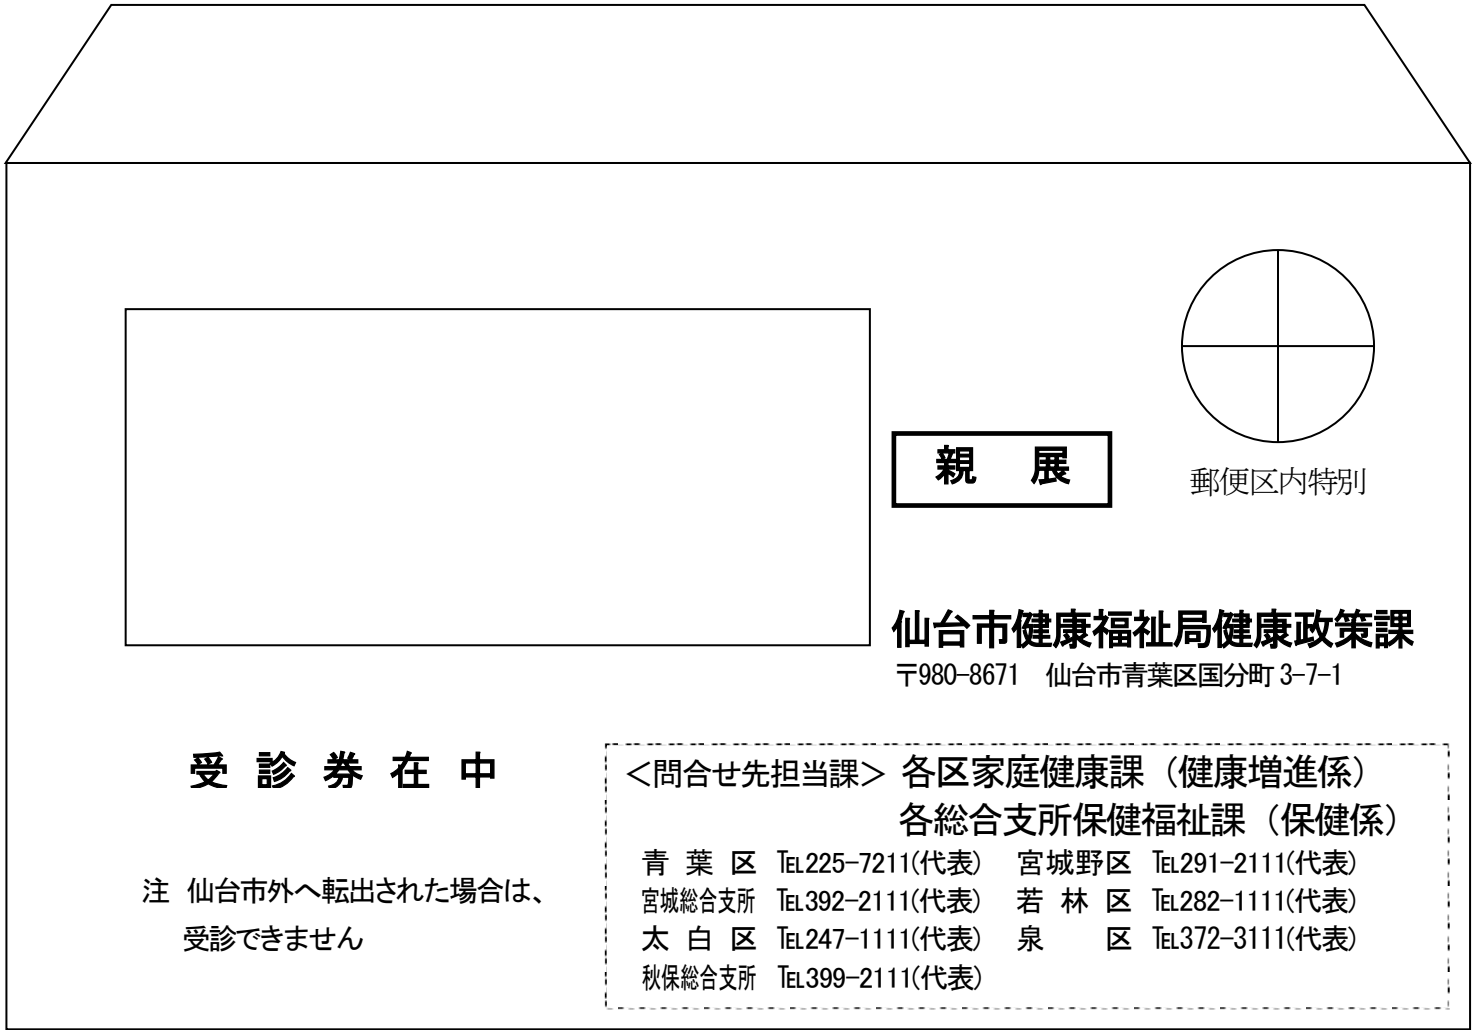 親　展
郵便区内特別
仙台市健康福祉局健康政策課
〒980-8671　仙台市青葉区国分町 3-7-1
受 診 券 在 中
注　仙台市外へ転出された場合は、
受診できません
＜問合せ先担当課＞ 各区家庭健康課（健康増進係）
各総合支所保健福祉課（保健係）
青 葉 区　℡225-7211(代表)　宮城野区　℡291-2111(代表)
宮城総合支所　℡392-2111(代表)　若 林 区　℡282-1111(代表)
太 白 区　℡247-1111(代表)　泉　　区　℡372-3111(代表)
秋保総合支所　℡399-2111(代表)